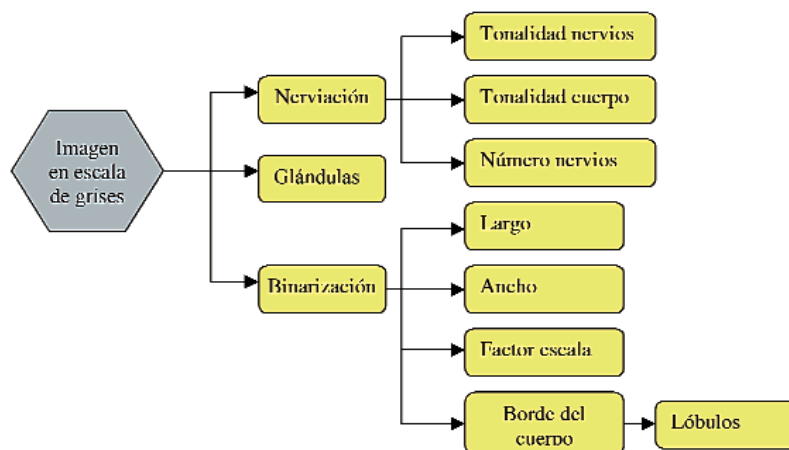 Imagen
en escala
de grises
Nerviación
Tonalidad nervios
Tonalidad cuerpo
Número nervios
Glándulas
Binarización
Largo
Ancho
Factor escala
Borde del
cuerpo
Lóbulos